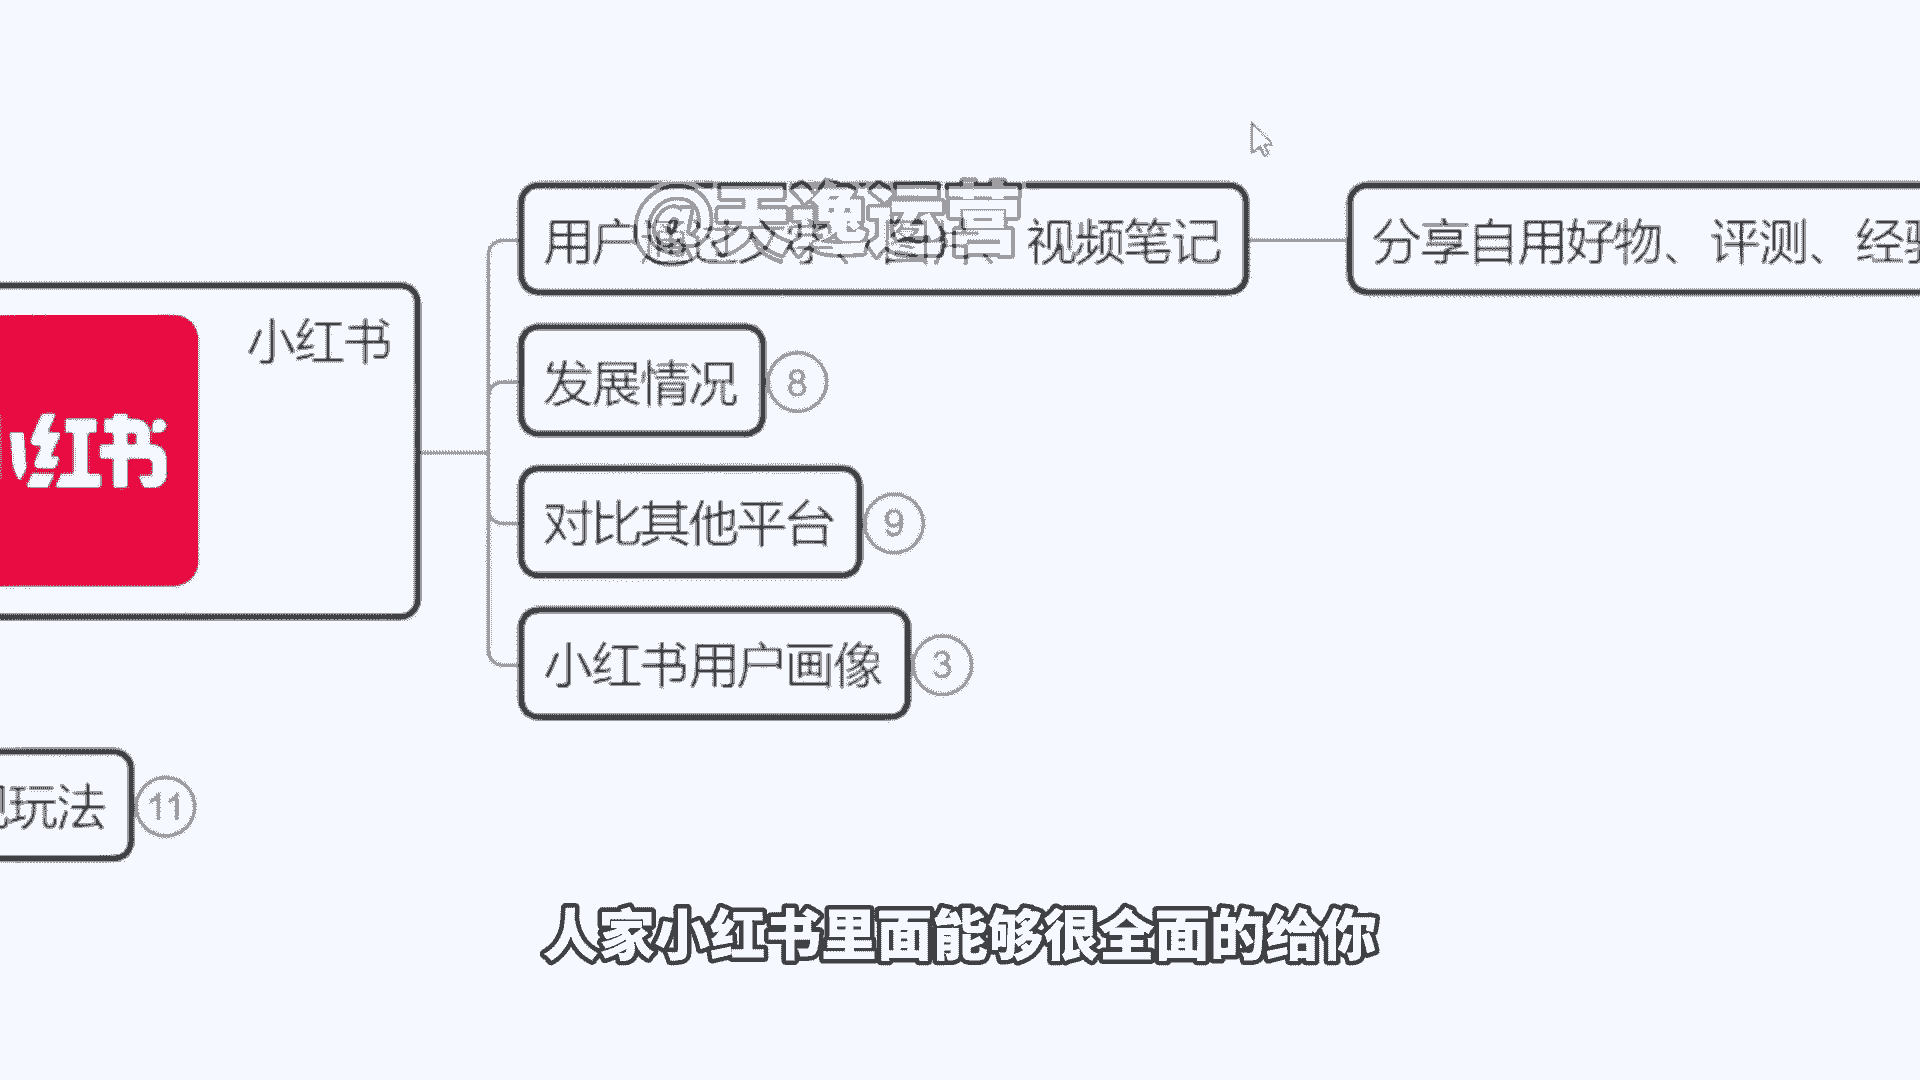 @天逸运营
用户通过文字、图片、视频笔记
分享自用好物、评测、经验
小红书
小红书
发展情况
8
对比其他平台
9
小红书用户画像
3
玩法
11
人家小红书里面能够很全面的给你